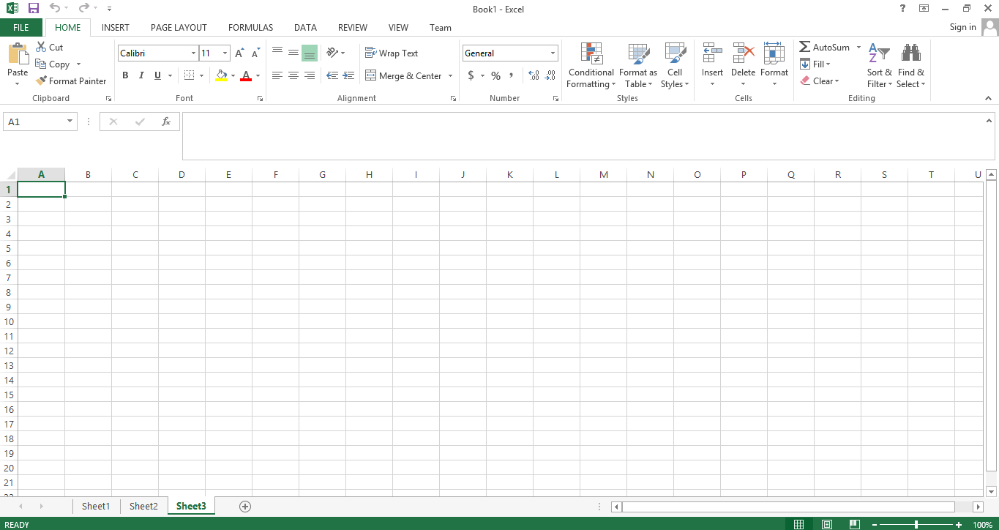 Book1 - Excel
?
FILE HOME INSERT PAGE LAYOUT FORMULAS DATA REVIEW VIEW Team Sign in
Paste
Cut
Copy
Format Painter
Clipboard
Calibri 11
B I U A
Font
Wrap Text
Merge & Center
Alignment
General
$ % ,
Number
Conditional Formatting
Format as Table
Cell Styles
Styles
Insert Delete Format
Cells
AutoSum
Fill
Clear
Sort & Filter
Find & Select
Editing
A1 fx
A B C D E F G H I J K L M N O P Q R S T U
1
2
3
4
5
6
7
8
9
10
11
12
13
14
15
16
17
18
19
20
21
Sheet1 Sheet2 Sheet3
READY 100%